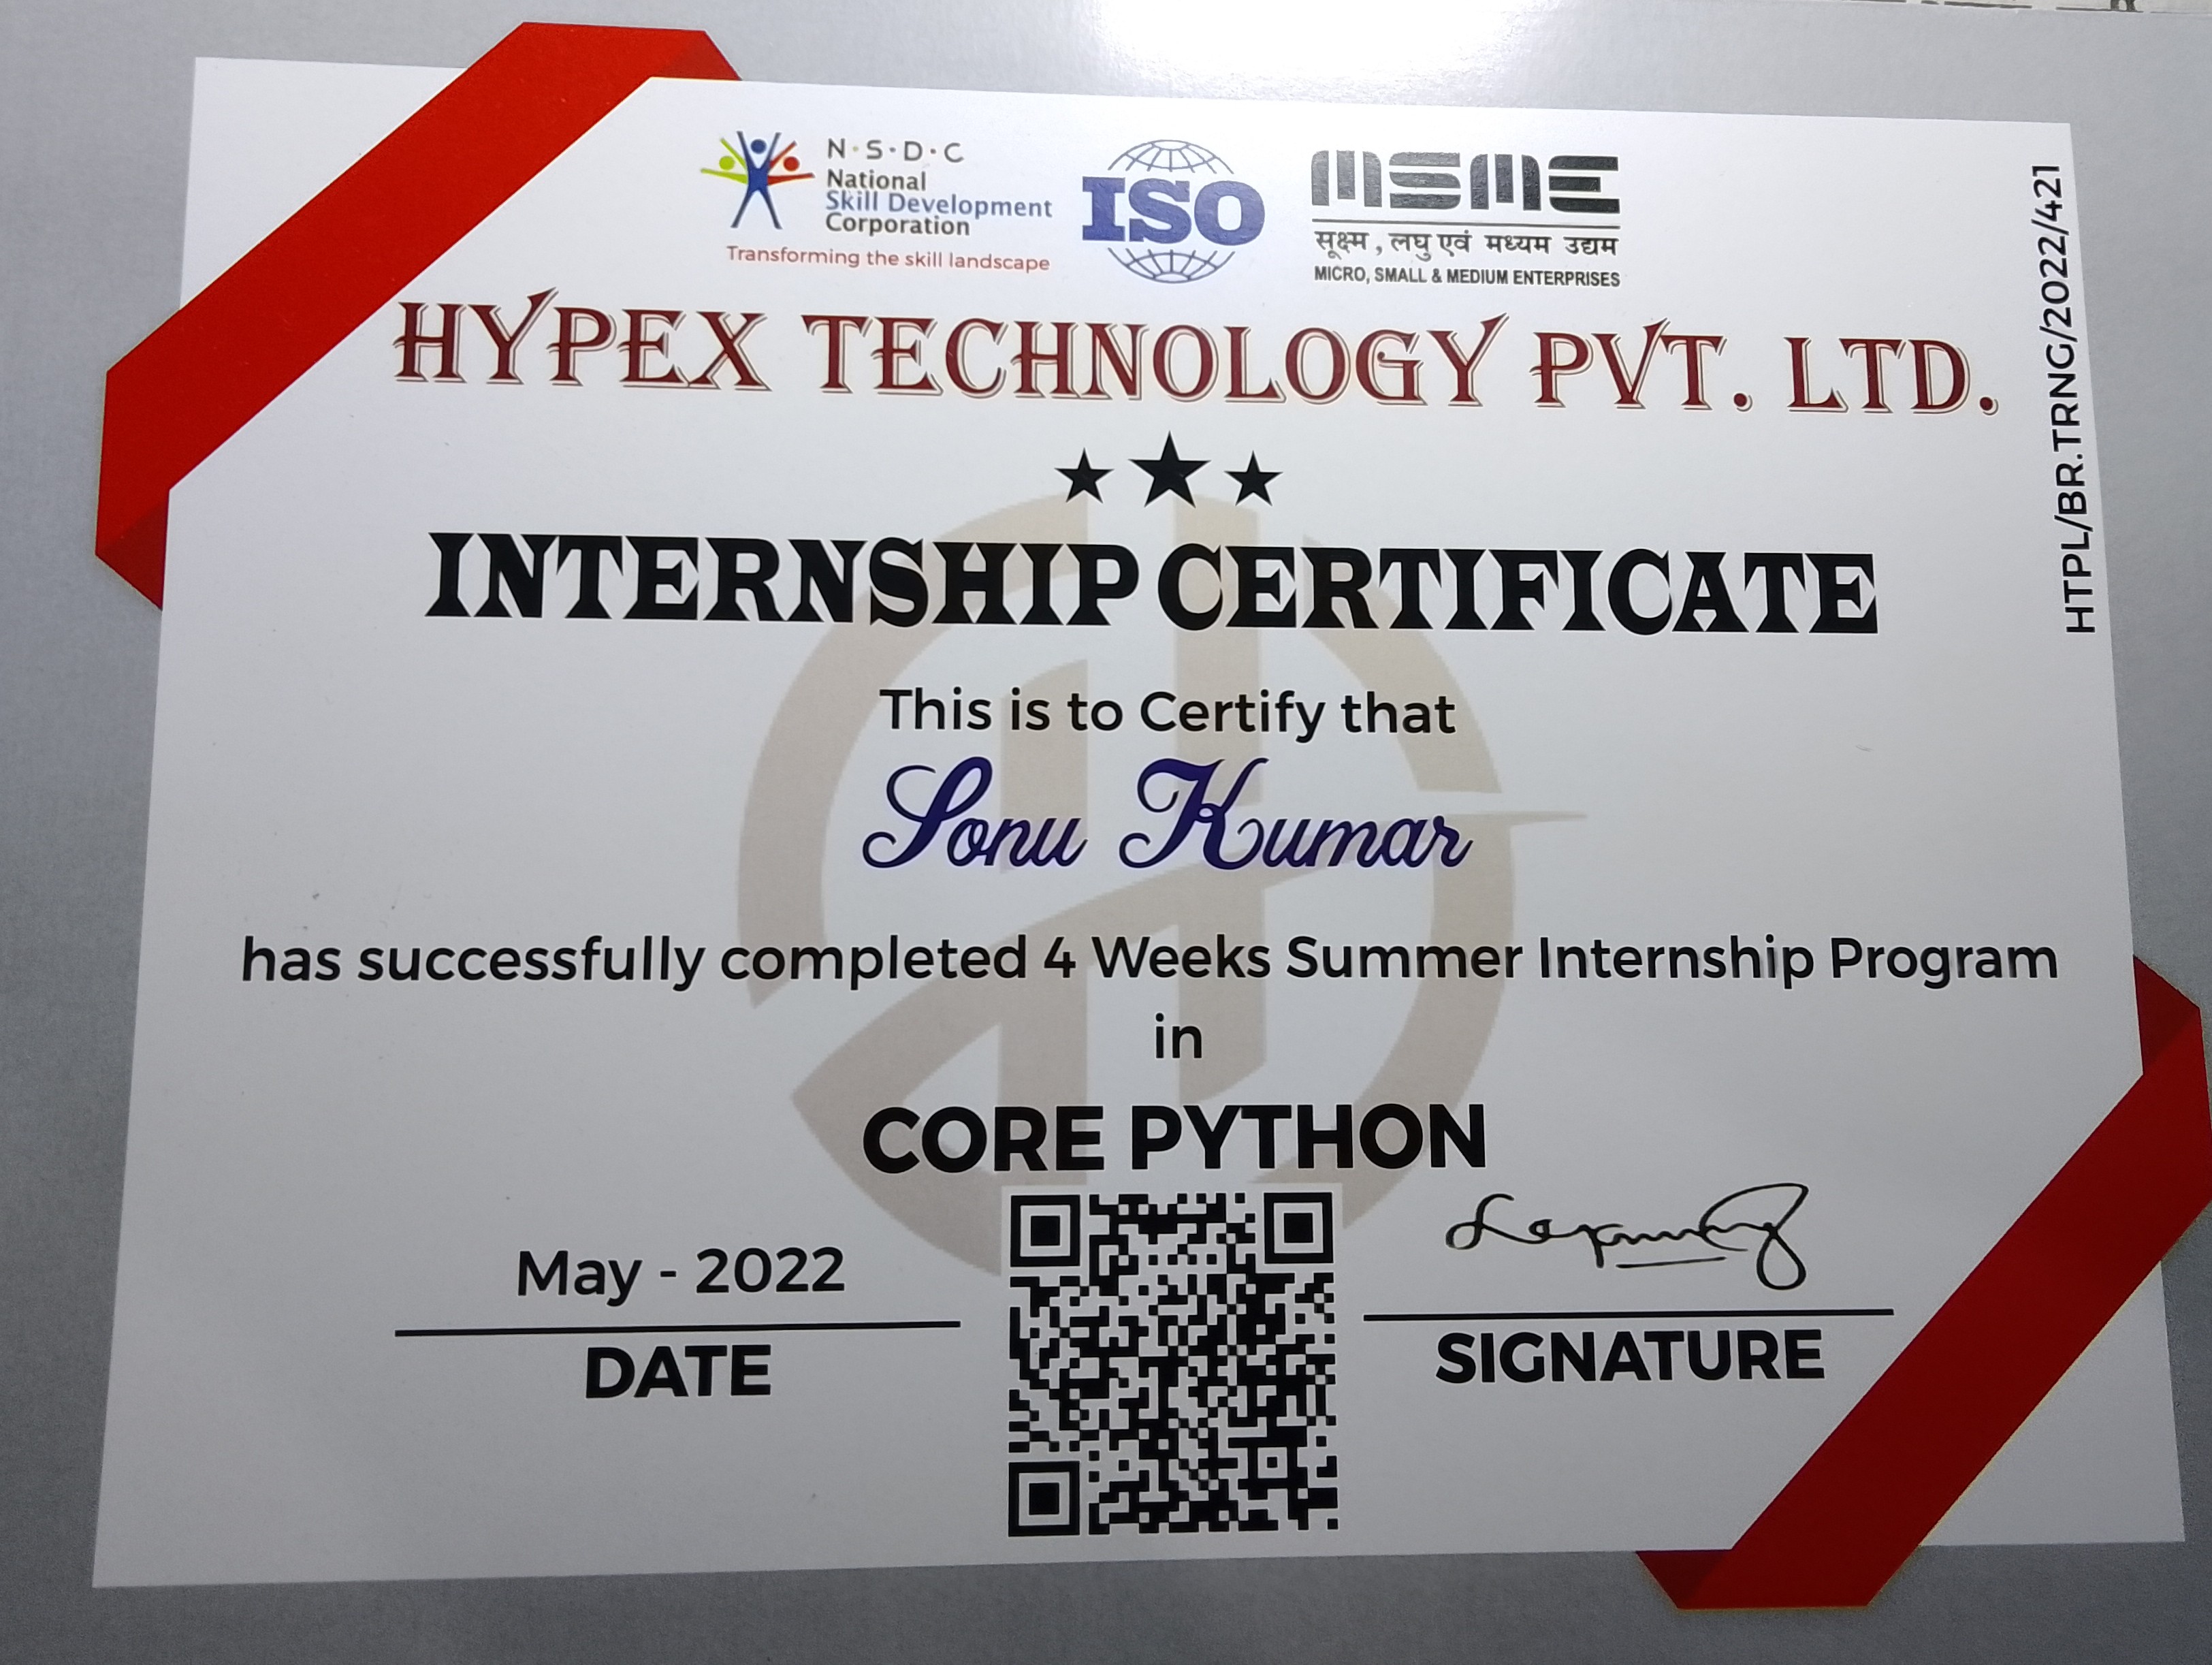 N·S·D·C
National
Skill Development
Corporation
Transforming the skill landscape
ISO
MSME
सूक्ष्म , लघु एवं मध्यम उद्यम
MICRO, SMALL & MEDIUM ENTERPRISES
HTPL/BR.TRNG/2022/421
HYPEX TECHNOLOGY PVT. LTD.
INTERNSHIP CERTIFICATE
This is to Certify that
Sonu Kumar
has successfully completed 4 Weeks Summer Internship Program
in
CORE PYTHON
May - 2022
DATE
SIGNATURE